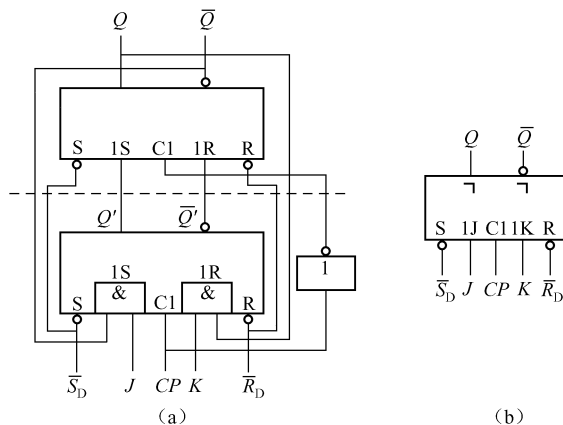 Q Q̅
S 1S C1 1R R
Q′ Q̅′
1S 1R
& &
S C1 R
1
S̅D J CP K R̅D
(a)
Q Q̅
S 1J C1 1K R
S̅D J CP K R̅D
(b)